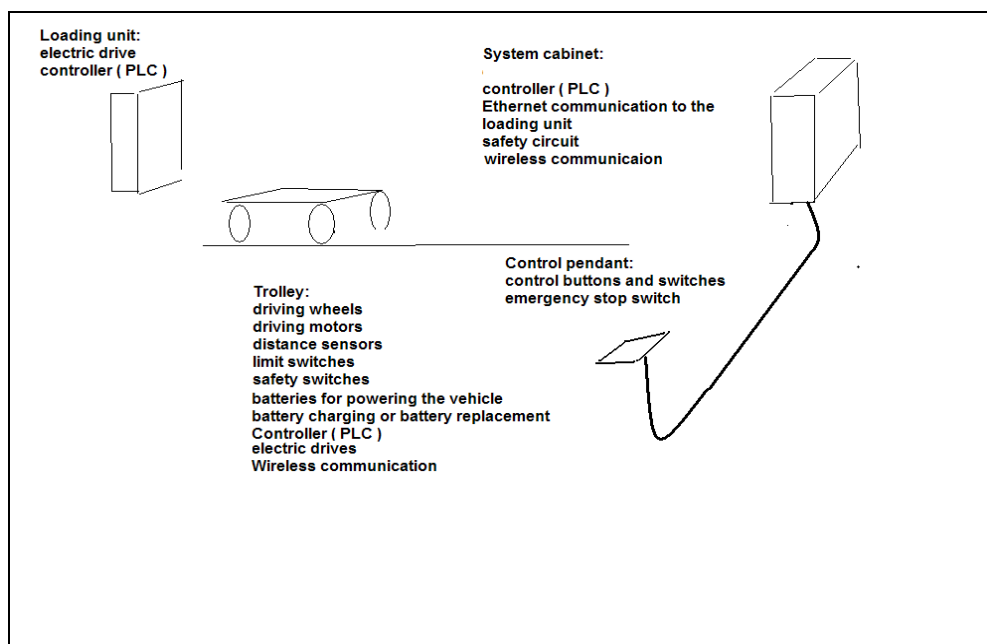 Loading unit:
electric drive
controller ( PLC )
System cabinet:
controller ( PLC )
Ethernet communication to the
loading unit
safety circuit
wireless communicaion
Control pendant:
control buttons and switches
emergency stop switch
Trolley:
driving wheels
driving motors
distance sensors
limit switches
safety switches
batteries for powering the vehicle
battery charging or battery replacement
Controller ( PLC )
electric drives
Wireless communication